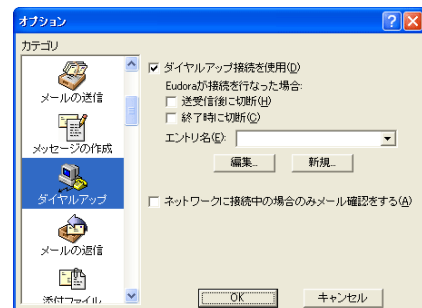 オプション
カテゴリ
メールの送信
メッセージの作成
ダイヤルアップ
メールの返信
添付ファイル
ダイヤルアップ接続を使用(D)
Eudoraが接続を行なった場合:
送受信後に切断(H)
終了時に切断(C)
エントリ名(E):
編集...
新規...
ネットワークに接続中の場合のみメール確認をする(A)
OK
キャンセル